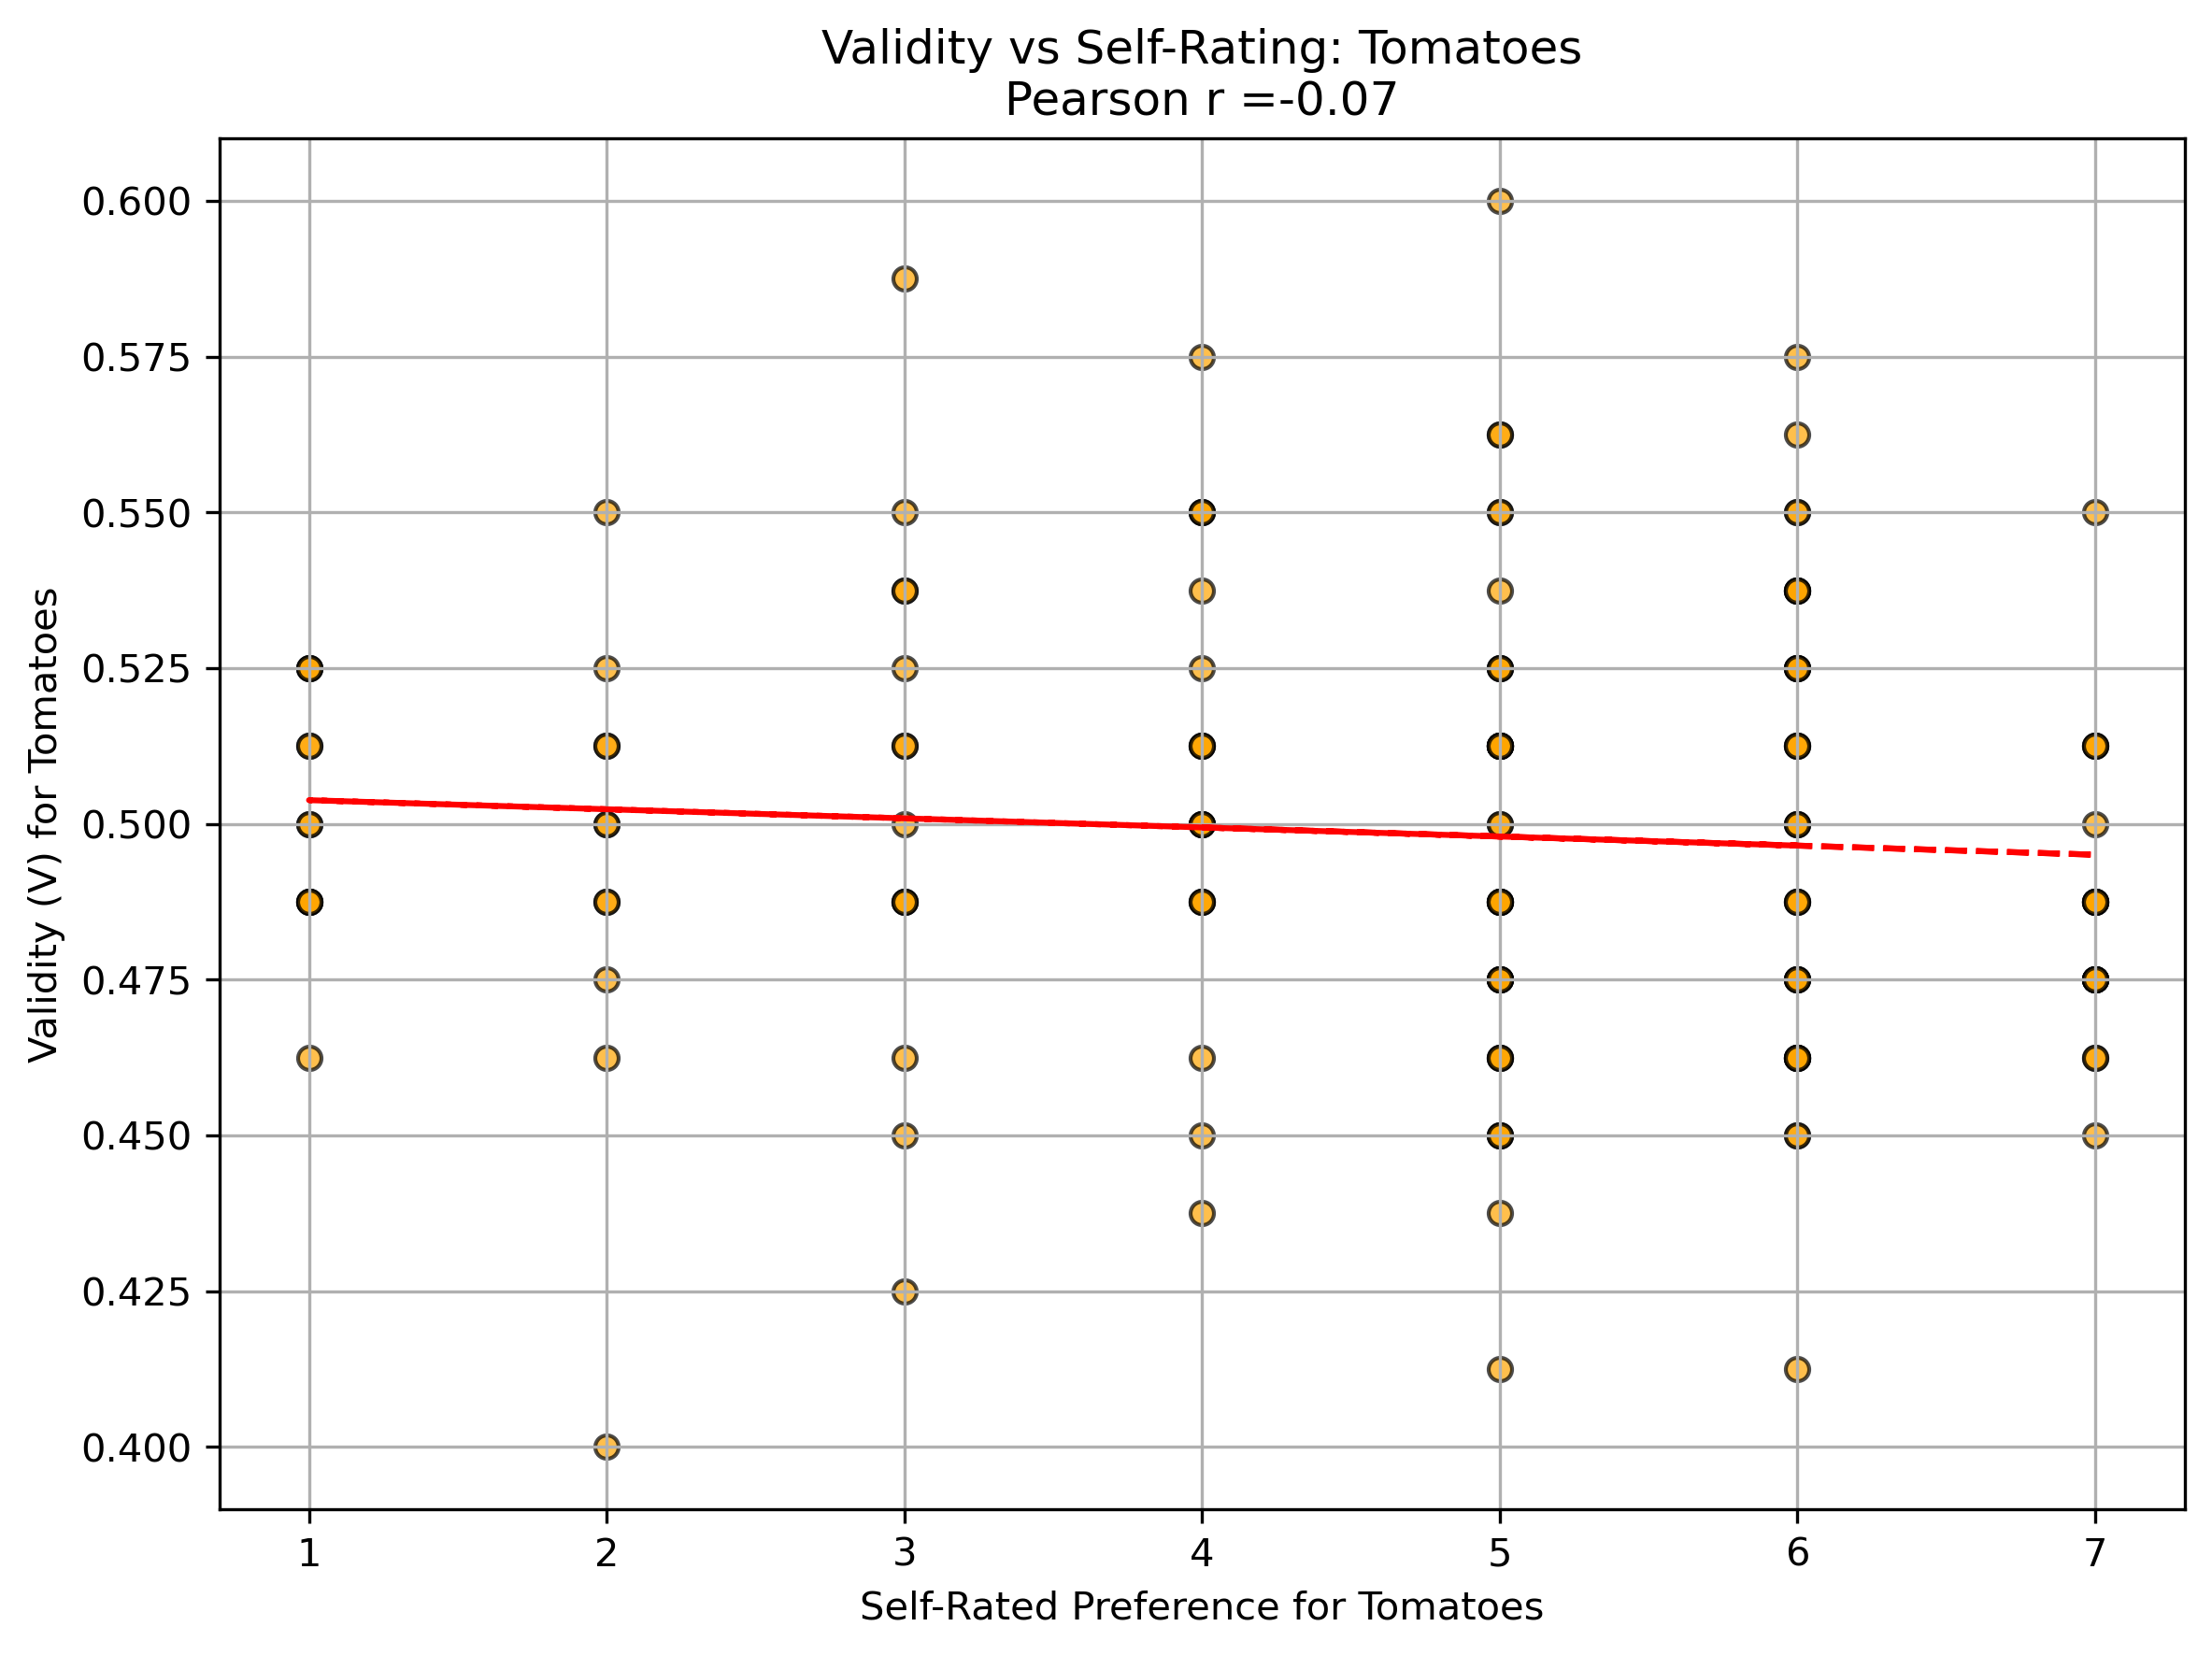 Validity vs Self-Rating: Tomatoes
Pearson r =-0.07
Validity (V) for Tomatoes
0.600
0.575
0.550
0.525
0.500
0.475
0.450
0.425
0.400
1 2 3 4 5 6 7
Self-Rated Preference for Tomatoes